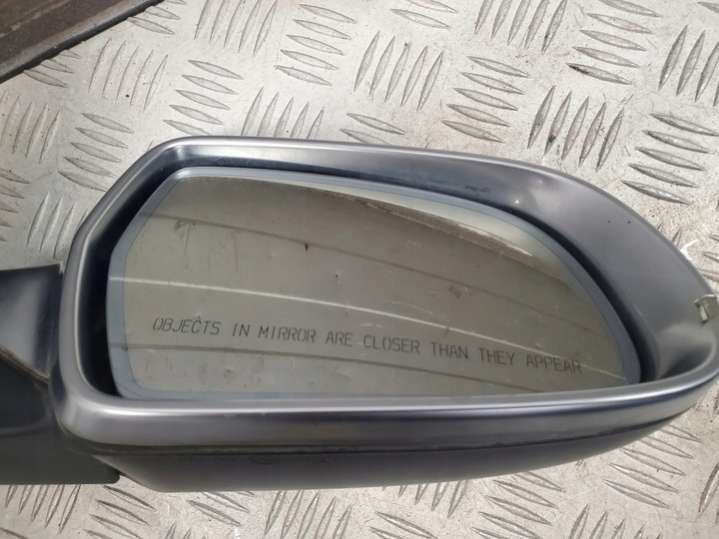 OBJECTS IN MIRROR ARE CLOSER THAN THEY APPEAR